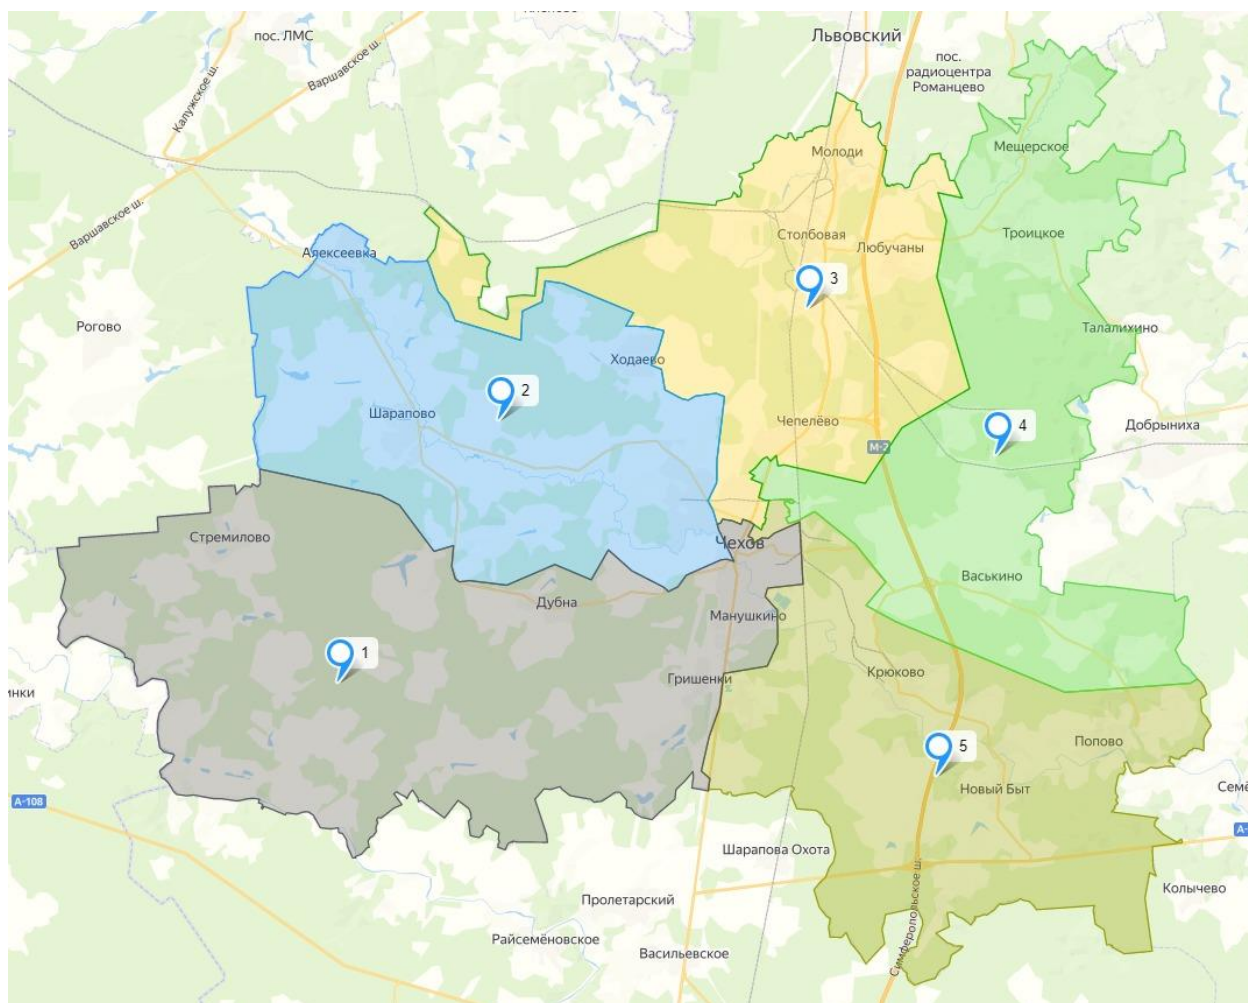 пос. ЛМС
Львовский
пос.
радиоцентра
Романцево
Варшавское ш.
Калужское ш.
Молоди
Мещерское
Варшавское ш.
Столбовая
Троицкое
Любучаны
Алексеевка
3
Рогово
Талалихино
Ходаево
2
Шарапово
Чепелёво
4
Добрыниха
М-2
Стремилово
Чехов
Васькино
Дубна
Манушкино
1
Крюково
Гришенки
инки
5
Попово
Новый Быт
Семё
А-108
А-
Шарапова Охота
Колычево
Пролетарский
Симферопольское ш.
Райсемёновское
Васильевское